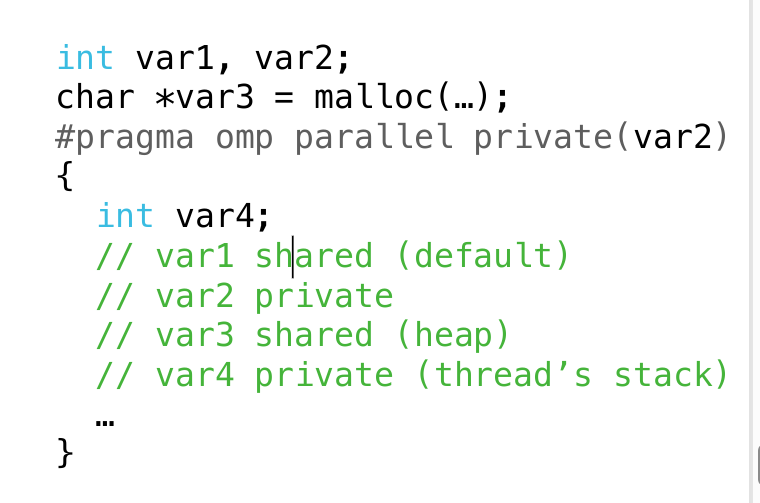 int var1, var2;
char *var3 = malloc(…);
#pragma omp parallel private(var2)
{
  int var4;
  // var1 shared (default)
  // var2 private
  // var3 shared (heap)
  // var4 private (thread’s stack)
  …
}